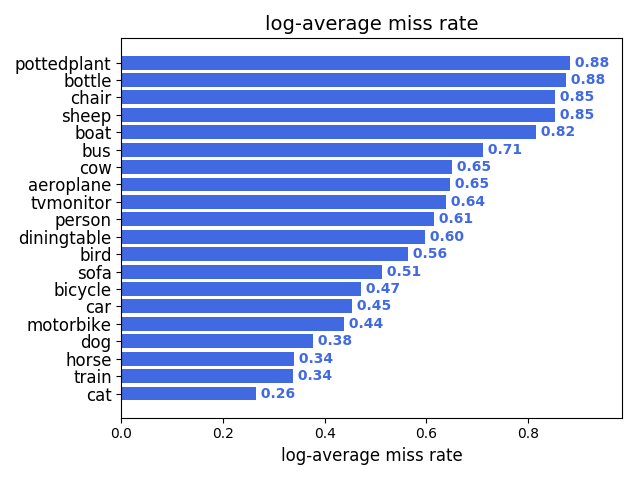 log-average miss rate
pottedplant 0.88
bottle 0.88
chair 0.85
sheep 0.85
boat 0.82
bus 0.71
cow 0.65
aeroplane 0.65
tvmonitor 0.64
person 0.61
diningtable 0.60
bird 0.56
sofa 0.51
bicycle 0.47
car 0.45
motorbike 0.44
dog 0.38
horse 0.34
train 0.34
cat 0.26
0.0 0.2 0.4 0.6 0.8
log-average miss rate